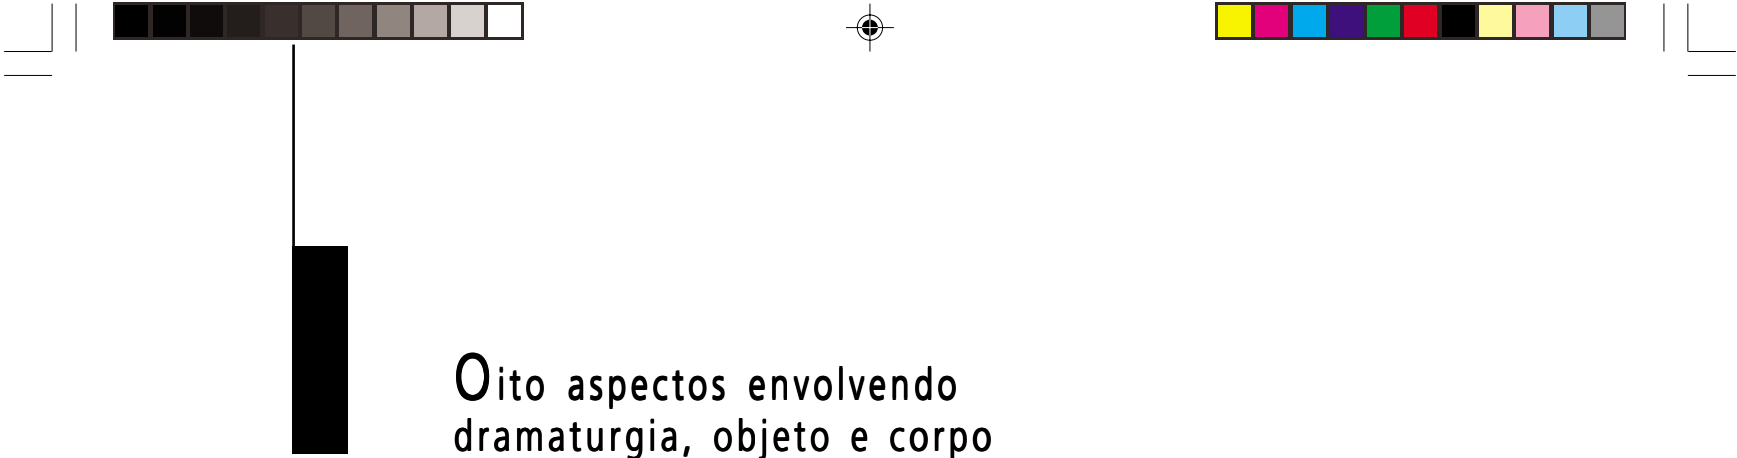 Oito aspectos envolvendo
dramaturgia, objeto e corpo